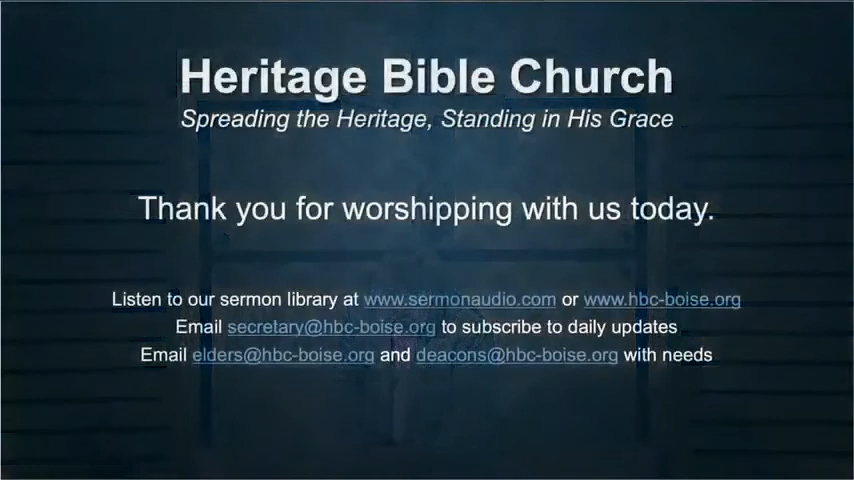 Heritage Bible Church
Spreading the Heritage, Standing in His Grace
Thank you for worshipping with us today.
Listen to our sermon library at www.sermonaudio.com or www.hbc-boise.org
Email secretary@hbc-boise.org to subscribe to daily updates
Email elders@hbc-boise.org and deacons@hbc-boise.org with needs